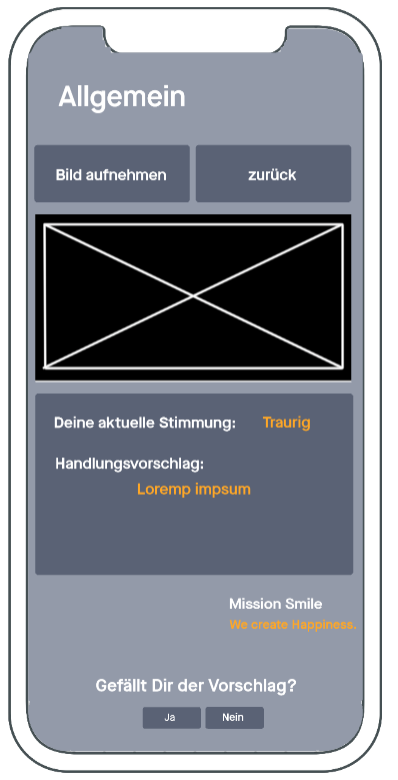 Allgemein
Bild aufnehmen
zurück
Deine aktuelle Stimmung: Traurig
Handlungsvorschlag:
Loremp impsum
Mission Smile
We create Happiness.
Gefällt Dir der Vorschlag?
Ja
Nein